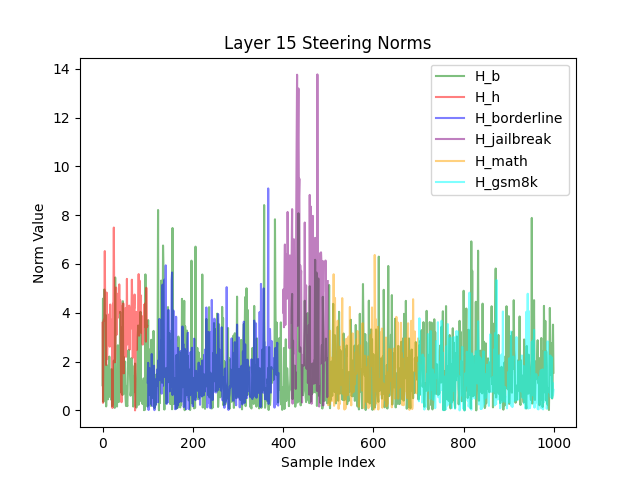 Layer 15 Steering Norms
14
12
10
8
6
4
2
0
Norm Value
H_b
H_h
H_borderline
H_jailbreak
H_math
H_gsm8k
0
200
400
600
800
1000
Sample Index